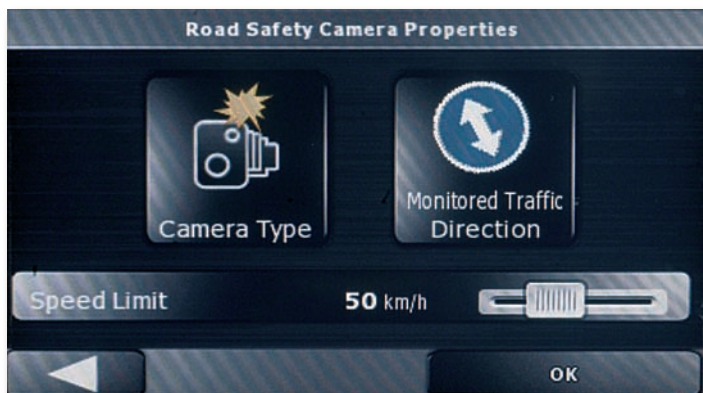 Road Safety Camera Properties
Camera Type
Monitored Traffic
Direction
Speed Limit 50 km/h
OK